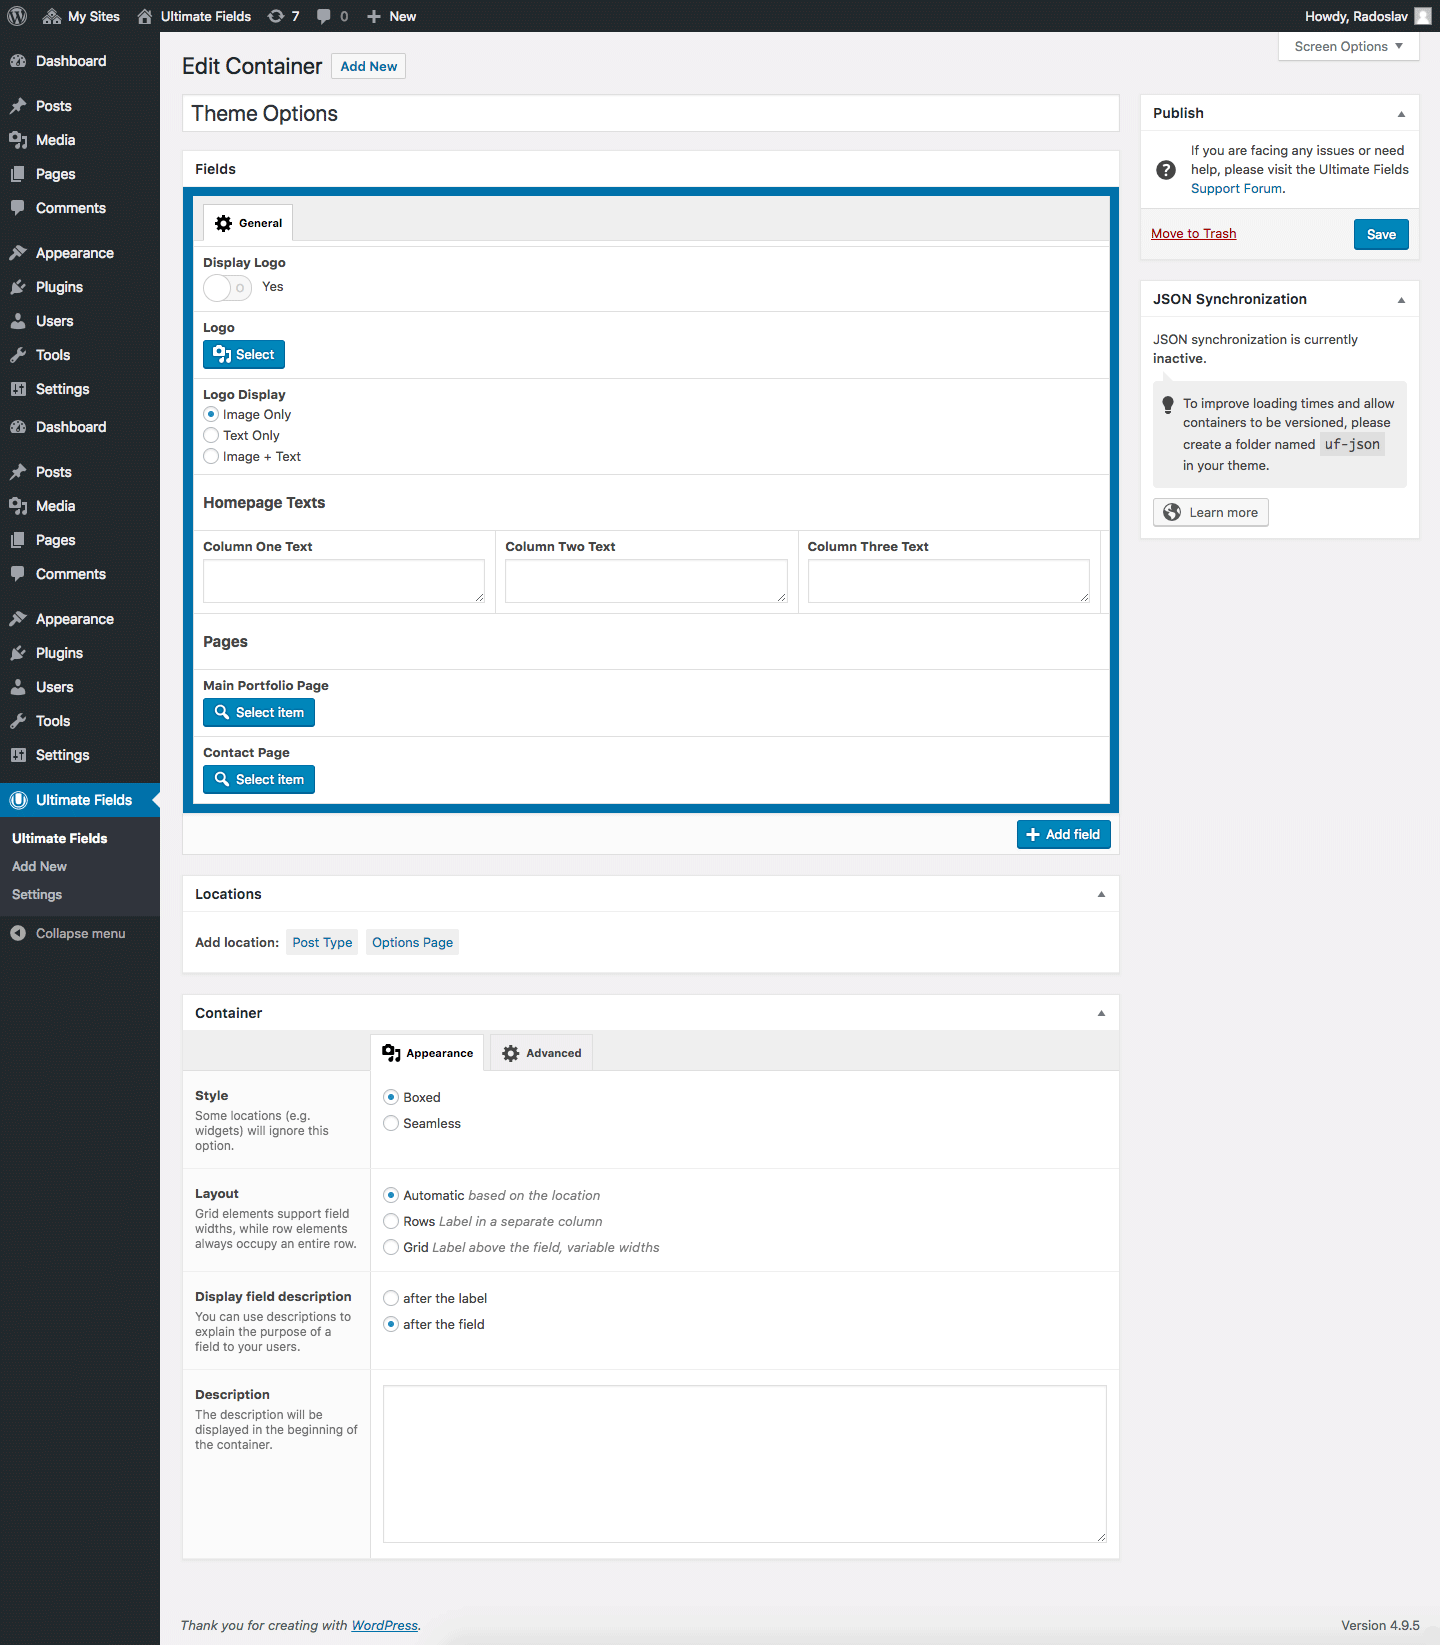 My Sites
Ultimate Fields
7
0
New
Howdy, Radoslav
Dashboard
Posts
Media
Pages
Comments
Appearance
Plugins
Users
Tools
Settings
Dashboard
Posts
Media
Pages
Comments
Appearance
Plugins
Users
Tools
Settings
Ultimate Fields
Ultimate Fields
Add New
Settings
Collapse menu
Screen Options
Edit Container
Add New
Theme Options
Fields
General
Display Logo
Yes
Logo
Select
Logo Display
Image Only
Text Only
Image + Text
Homepage Texts
Column One Text
Column Two Text
Column Three Text
Pages
Main Portfolio Page
Select item
Contact Page
Select item
Add field
Locations
Add location:
Post Type
Options Page
Container
Appearance
Advanced
Style
Some locations (e.g.
widgets) will ignore this
option.
Boxed
Seamless
Layout
Grid elements support field
widths, while row elements
always occupy an entire row.
Automatic based on the location
Rows Label in a separate column
Grid Label above the field, variable widths
Display field description
You can use descriptions to
explain the purpose of a
field to your users.
after the label
after the field
Description
The description will be
displayed in the beginning of
the container.
Publish
If you are facing any issues or need
help, please visit the Ultimate Fields
Support Forum.
Move to Trash
Save
JSON Synchronization
JSON synchronization is currently
inactive.
To improve loading times and allow
containers to be versioned, please
create a folder named uf-json
in your theme.
Learn more
Thank you for creating with WordPress.
Version 4.9.5